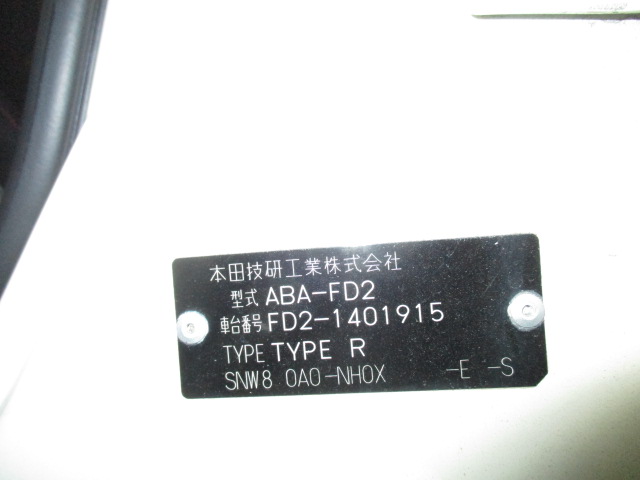 本田技研工業株式会社
型式 ABA-FD2
車台番号 FD2-1401915
TYPE TYPE R
SNW8 0A0-NH0X -E -S